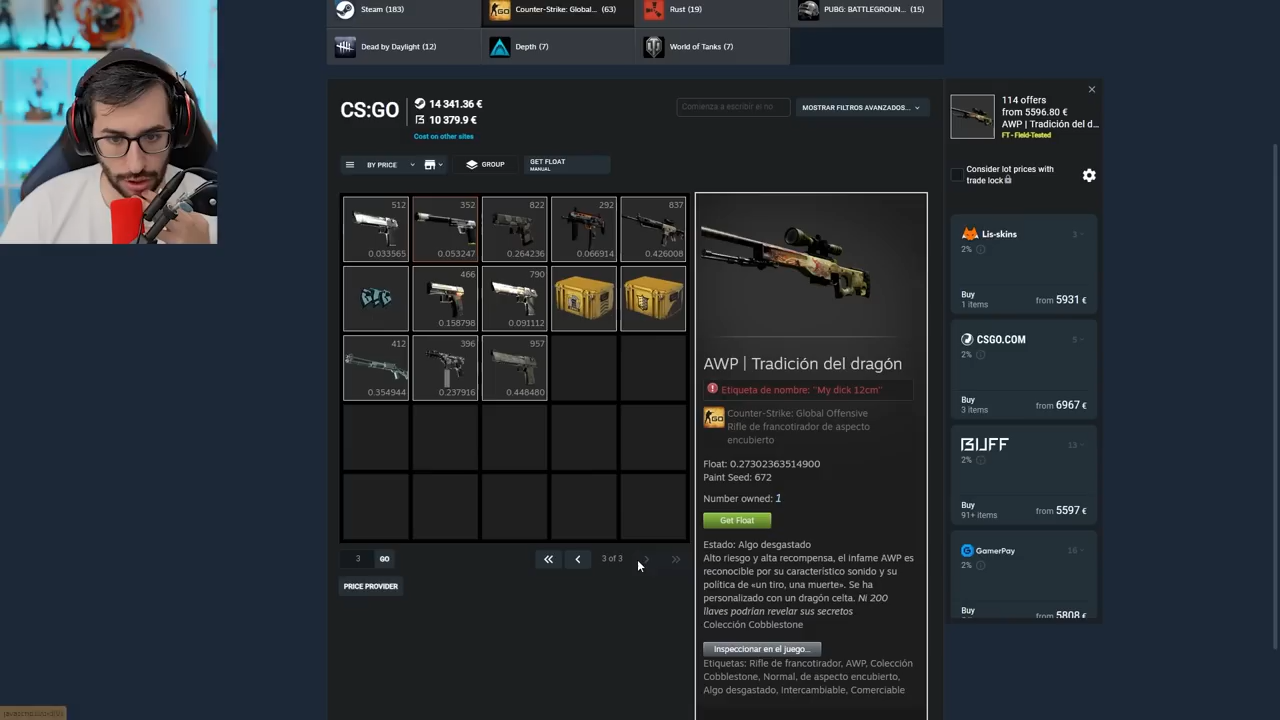 Steam (183)
Counter-Strike: Global... (63)
Rust (19)
PUBG: BATTLEGROUN... (15)
Dead by Daylight (12)
Depth (7)
World of Tanks (7)
CS:GO
14 341.36 €
10 379.9 €
Cost on other sites
Comienza a escribir el no
MOSTRAR FILTROS AVANZADOS...
BY PRICE
GROUP
GET FLOAT
MANUAL
512
352
822
292
837
0.033565
0.053247
0.264236
0.066914
0.426008
466
790
0.158798
0.091112
412
396
957
0.354944
0.237916
0.448480
3
GO
3 of 3
PRICE PROVIDER
AWP | Tradición del dragón
Etiqueta de nombre: ''My dick 12cm''
Counter-Strike: Global Offensive
Rifle de francotirador de aspecto
encubierto
Float: 0.27302363514900
Paint Seed: 672
Number owned: 1
Get Float
Estado: Algo desgastado
Alto riesgo y alta recompensa, el infame AWP es
reconocible por su característico sonido y su
política de «un tiro, una muerte». Se ha
personalizado con un dragón celta. Ni 200
llaves podrían revelar sus secretos
Colección Cobblestone
Inspeccionar en el juego...
Etiquetas: Rifle de francotirador, AWP, Colección
Cobblestone, Normal, de aspecto encubierto,
Algo desgastado, Intercambiable, Comerciable
114 offers
from 5596.80 €
AWP | Tradición del d...
FT - Field-Tested
Consider lot prices with
trade lock
Lis-skins
3
2%
Buy
1 items
from 5931 €
CSGO.COM
2%
Buy
3 items
from 6967 €
BUFF
13
2%
Buy
91+ items
from 5597 €
GamerPay
16
2%
Buy
from 5808 €